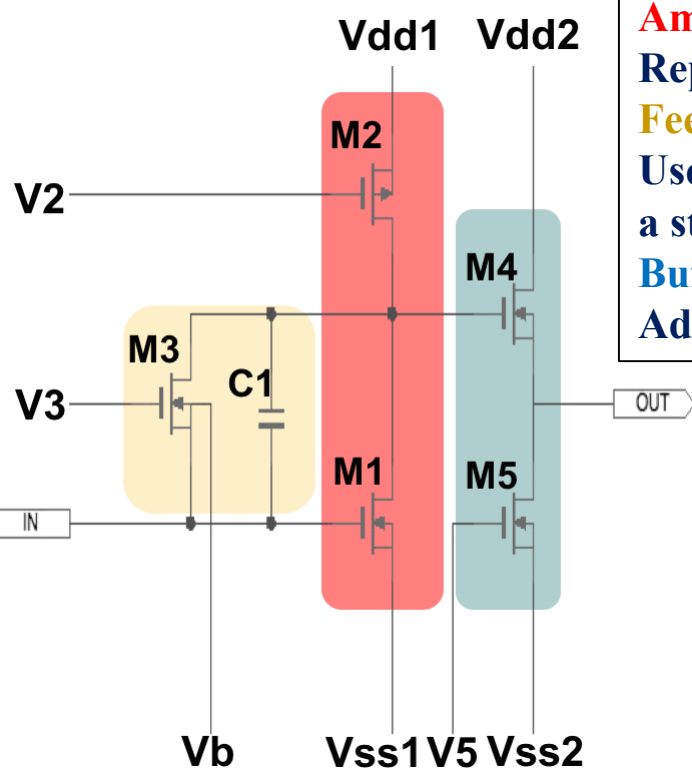 Vdd1 Vdd2
M2
V2
M4
M3
C1
V3
OUT
M1
M5
IN
Vb
Vss1 V5 Vss2
a